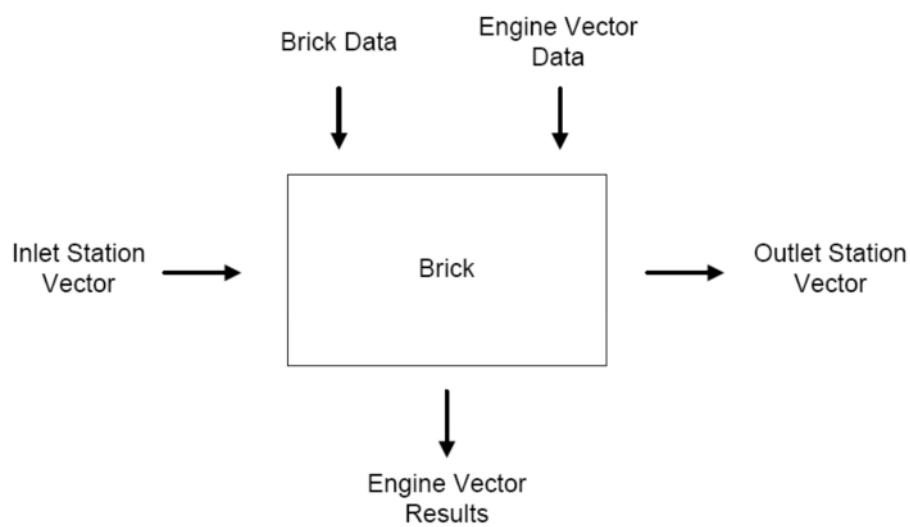 Brick Data
Engine Vector
Data
Inlet Station
Vector
Brick
Outlet Station
Vector
Engine Vector
Results